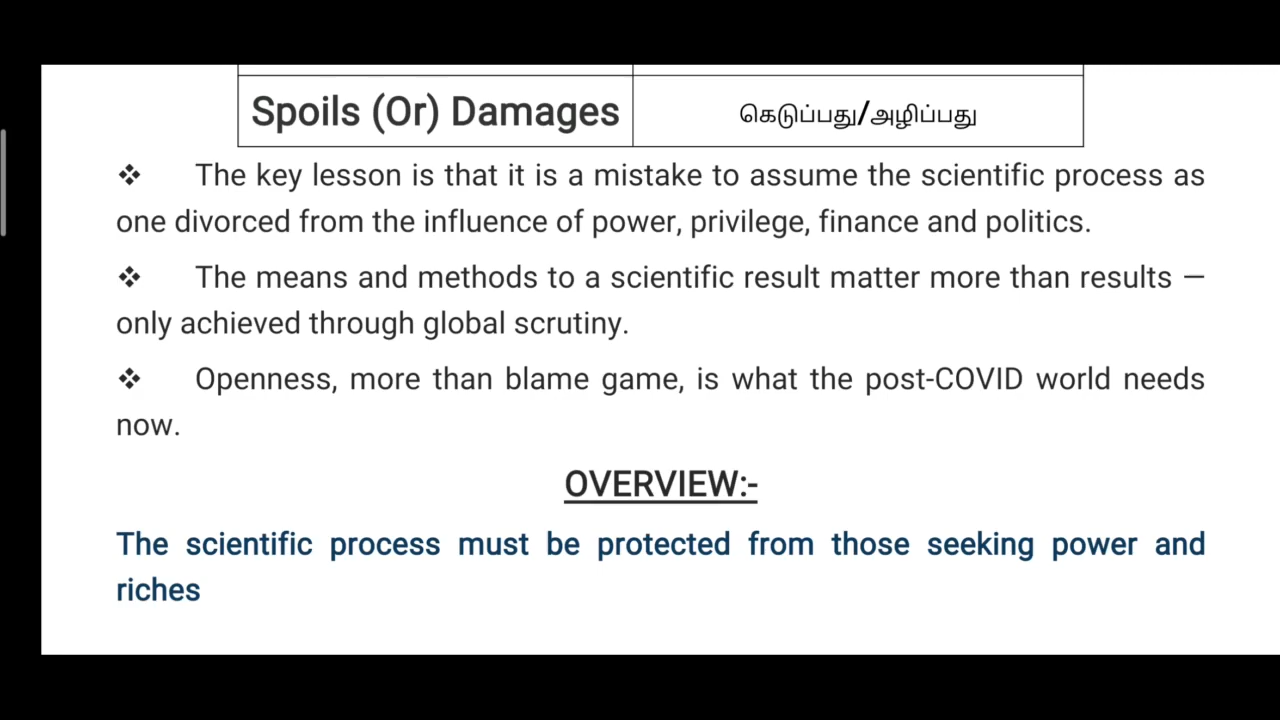 Spoils (Or) Damages கெடுப்பது/அழிப்பது
❖ The key lesson is that it is a mistake to assume the scientific process as
one divorced from the influence of power, privilege, finance and politics.
❖ The means and methods to a scientific result matter more than results —
only achieved through global scrutiny.
❖ Openness, more than blame game, is what the post-COVID world needs
now.
OVERVIEW:-
The scientific process must be protected from those seeking power and
riches